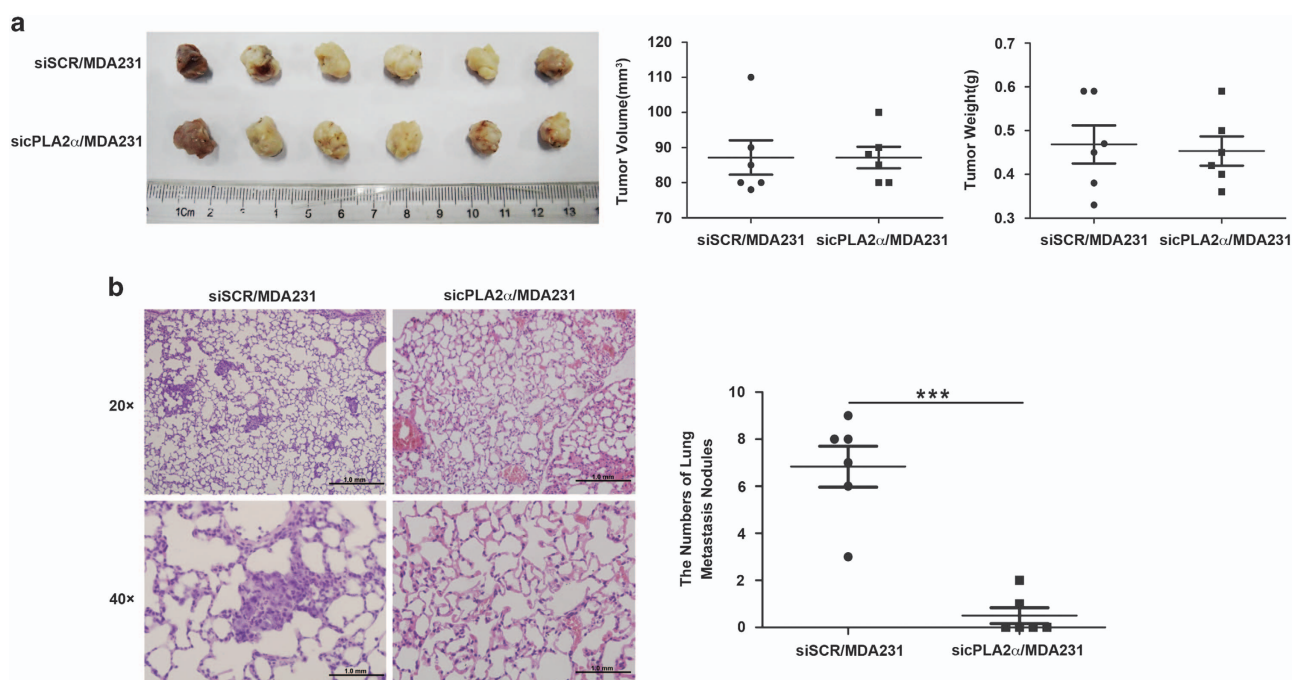 a
siSCR/MDA231
sicPLA2α/MDA231
1Cm 2 5 6 7 8 9 10 11 12 13
Tumor Volume(mm³)
120
110
100
90
80
70
siSCR/MDA231 sicPLA2α/MDA231
Tumor Weight(g)
0.6
0.5
0.4
0.3
siSCR/MDA231 sicPLA2α/MDA231
b
siSCR/MDA231 sicPLA2α/MDA231
20×
1.0 mm 1.0 mm
40×
1.0 mm 1.0 mm
The Numbers of Lung
Metastasis Nodules
10
8
6
4
2
0
***
siSCR/MDA231 sicPLA2α/MDA231